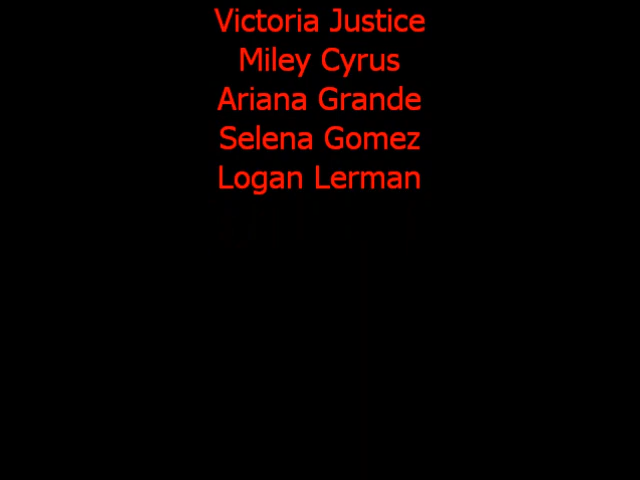 Victoria Justice
Miley Cyrus
Ariana Grande
Selena Gomez
Logan Lerman